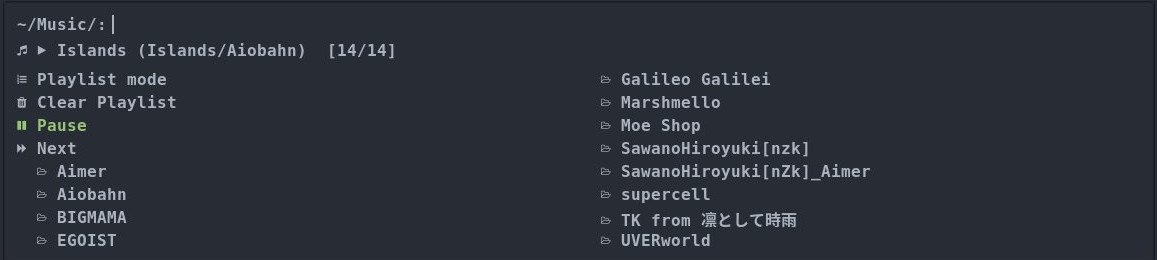 ~/Music/:
Islands (Islands/Aiobahn) [14/14]
Playlist mode
Clear Playlist
Pause
Next
Aimer
Aiobahn
BIGMAMA
EGOIST
Galileo Galilei
Marshmello
Moe Shop
SawanoHiroyuki[nzk]
SawanoHiroyuki[nZk]_Aimer
supercell
TK from 凛として時雨
UVERworld